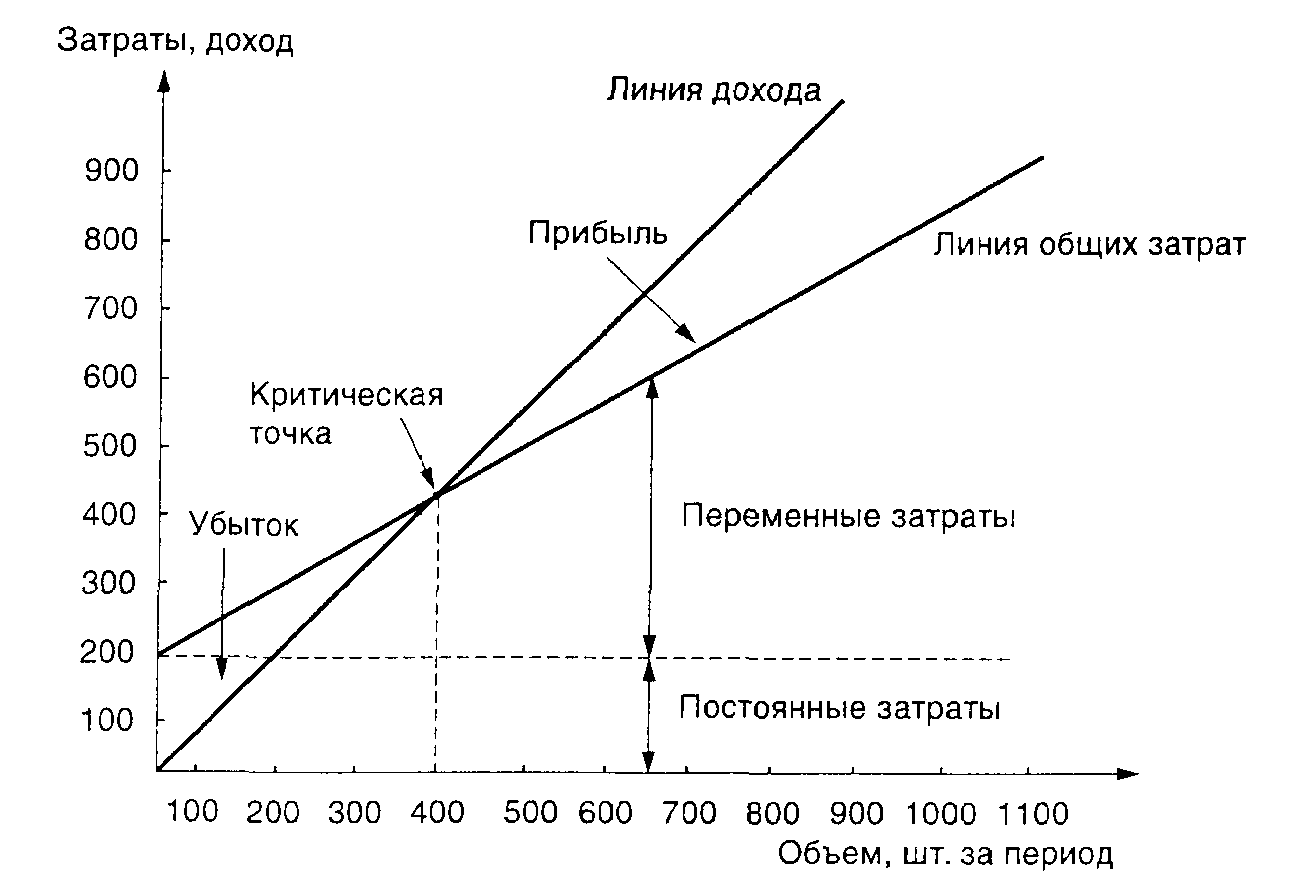 Затраты, доход
Линия дохода
900
Прибыль
800
Линия общих затрат
700
600
Критическая
точка
500
400
Убыток
Переменные затраты
300
200
Постоянные затраты
100
100 200 300 400 500 600 700 800 900 1000 1100
Объем, шт. за период